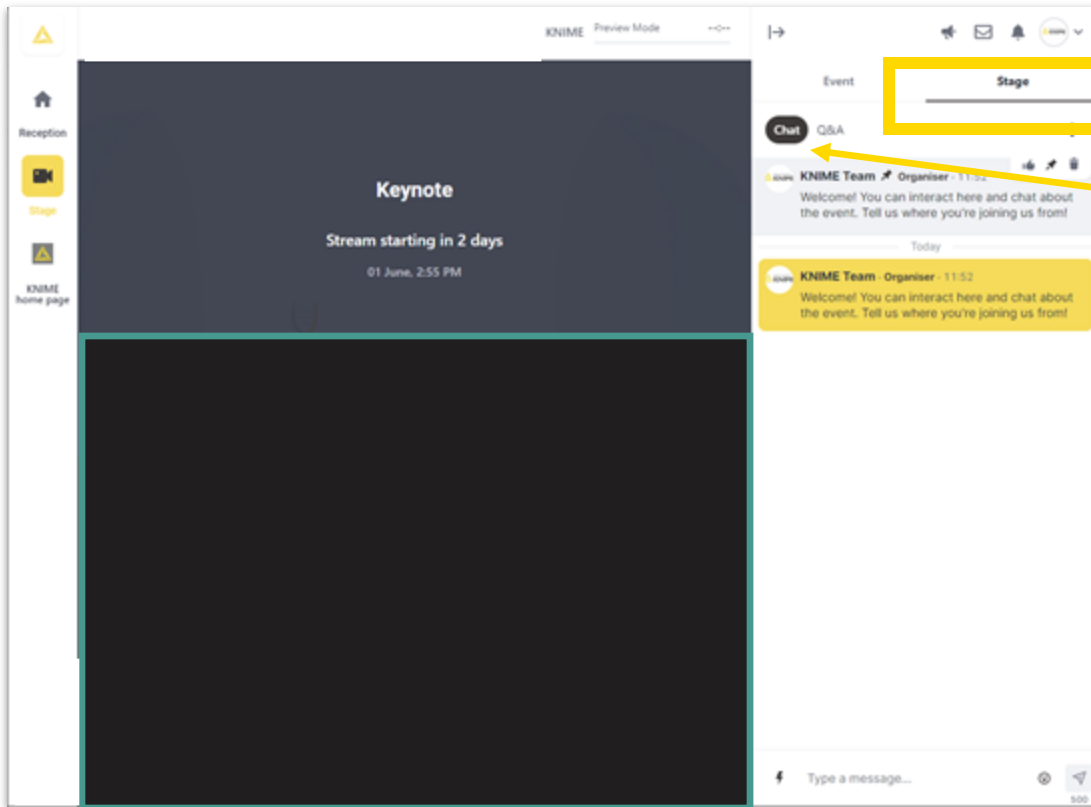 KNIME Preview Mode --:--
Event Stage
Reception
Chat Q&A
KNIME Team Organiser - 11:52
Welcome! You can interact here and chat about
the event. Tell us where you're joining us from!
Stage
Keynote
Stream starting in 2 days
01 June, 2:55 PM
Today
KNIME Team - Organiser - 11:52
Welcome! You can interact here and chat about
the event. Tell us where you're joining us from!
KNIME
home page
Type a message...
500